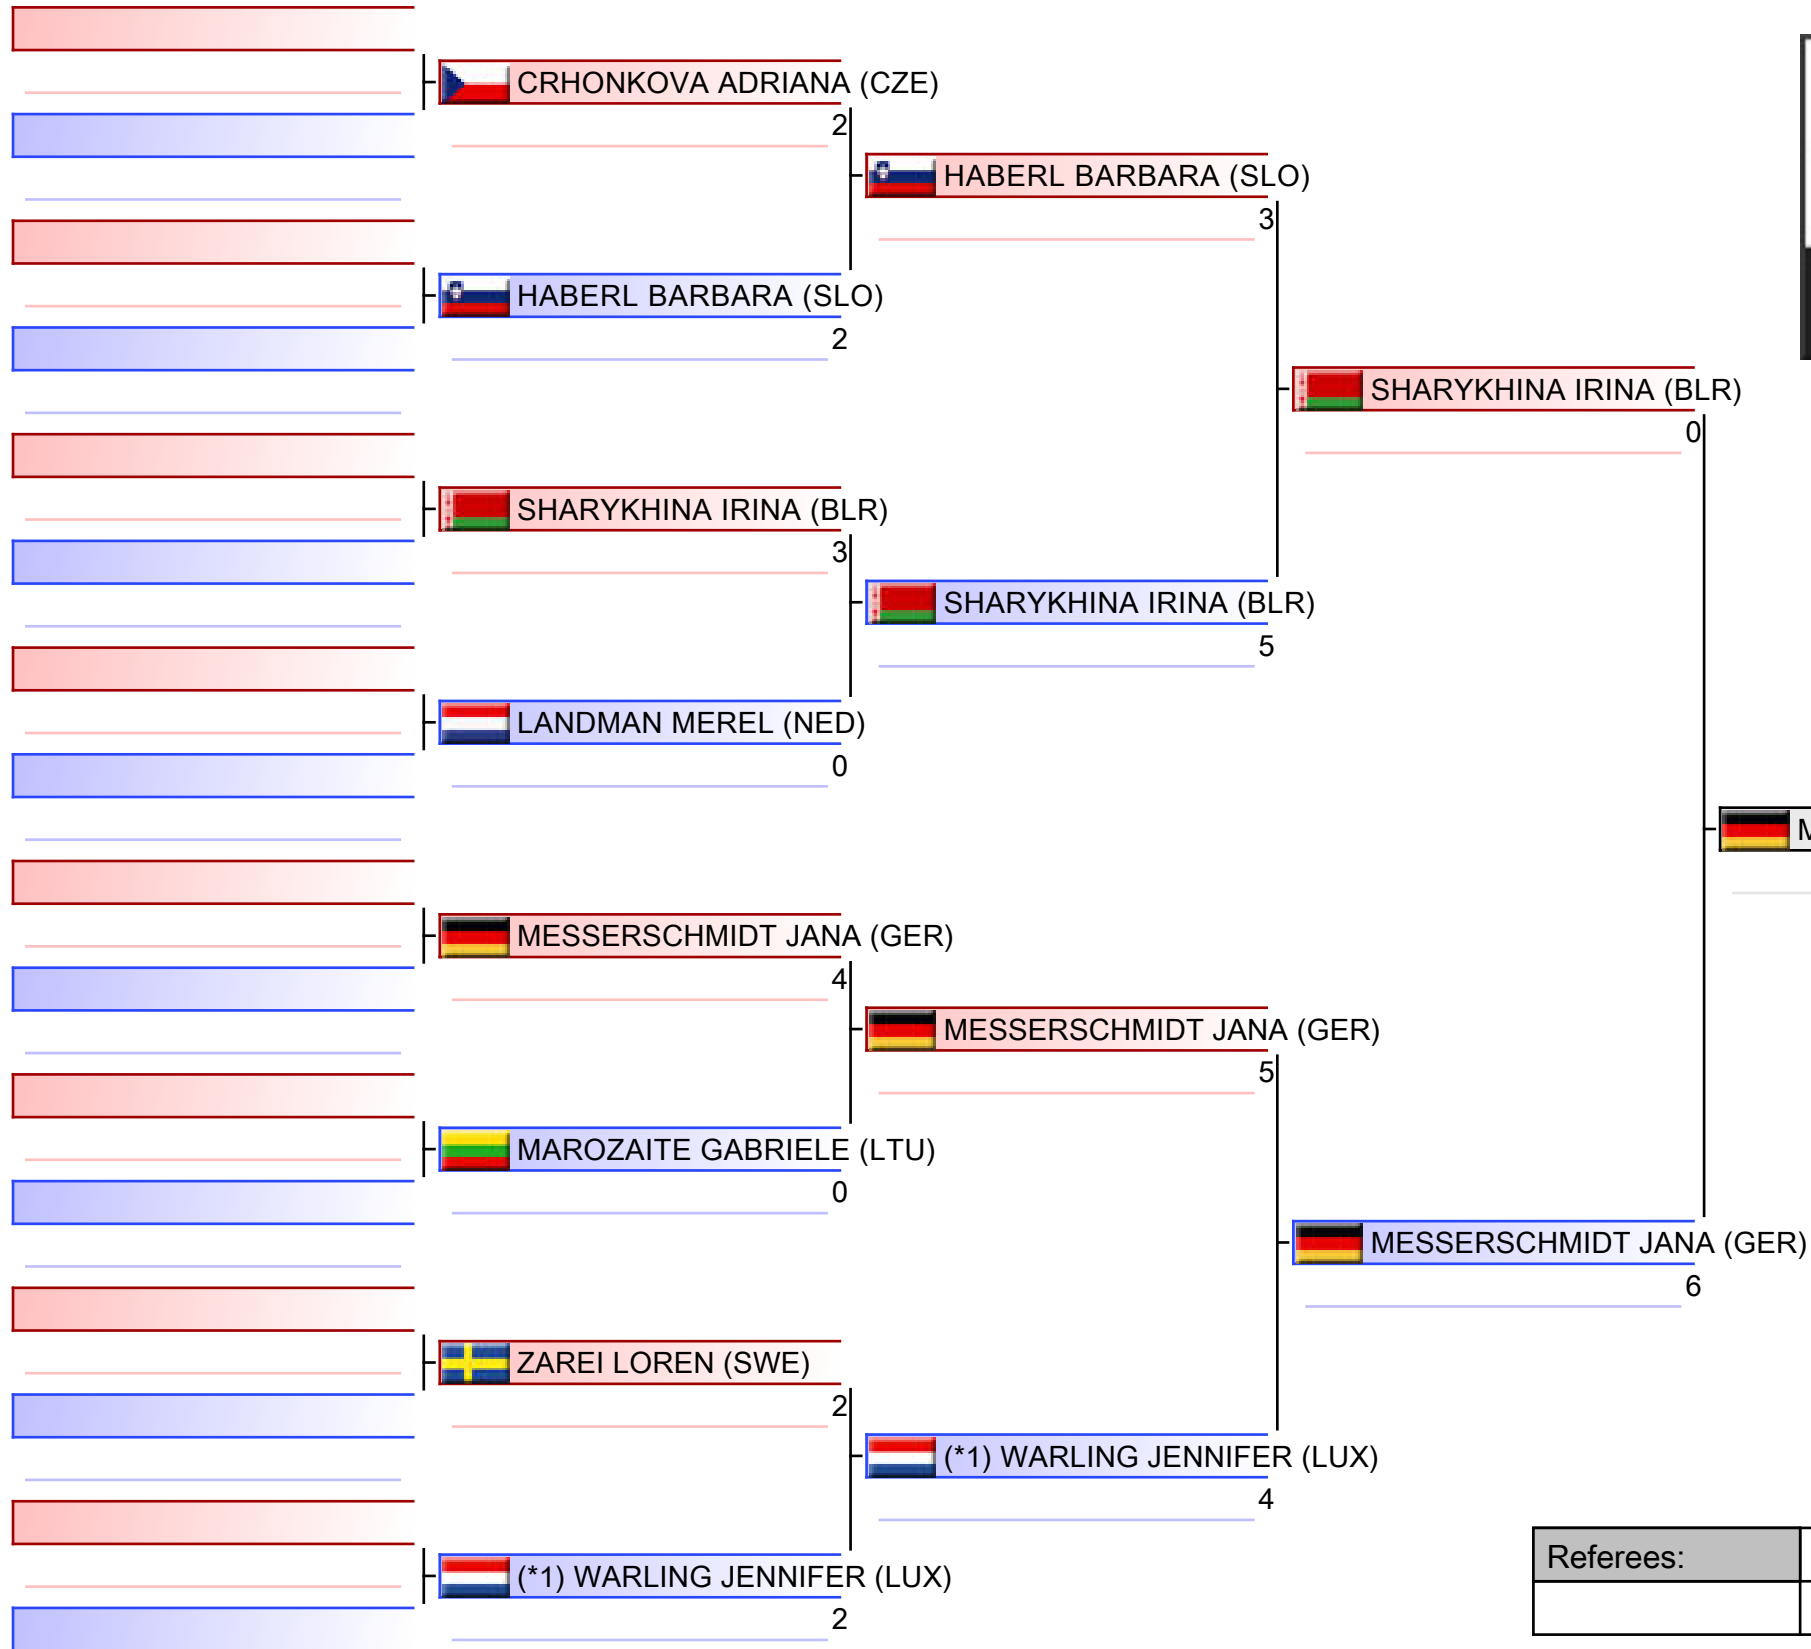 CRHONKOVA ADRIANA (CZE)
2
HABERL BARBARA (SLO)
3
HABERL BARBARA (SLO)
2
SHARYKHINA IRINA (BLR)
0
SHARYKHINA IRINA (BLR)
3
SHARYKHINA IRINA (BLR)
5
LANDMAN MEREL (NED)
0
M
MESSERSCHMIDT JANA (GER)
4
MESSERSCHMIDT JANA (GER)
5
MAROZAITE GABRIELE (LTU)
0
MESSERSCHMIDT JANA (GER)
6
ZAREI LOREN (SWE)
2
(*1) WARLING JENNIFER (LUX)
4
(*1) WARLING JENNIFER (LUX)
2
Referees: